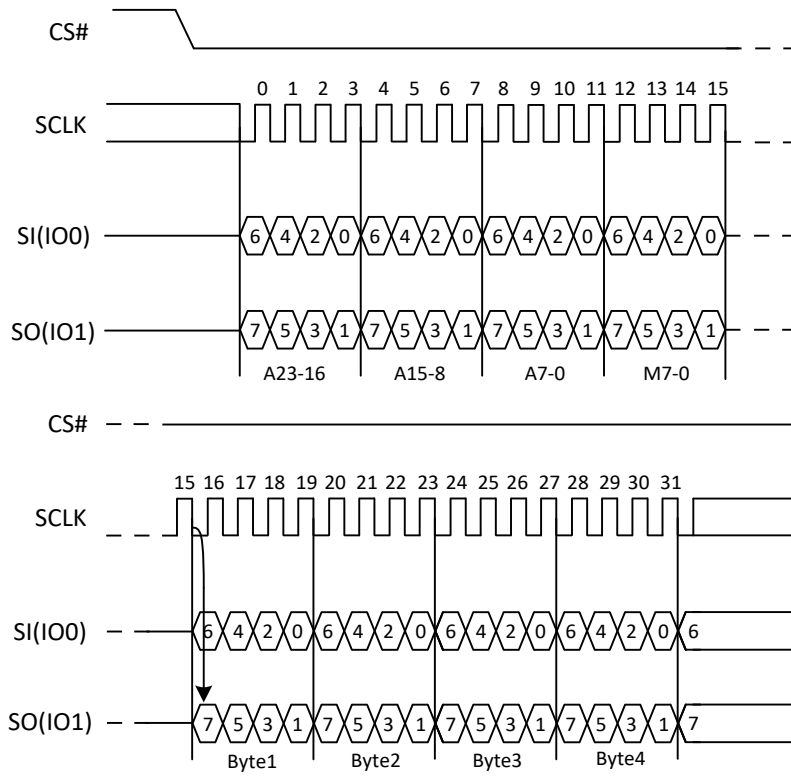 CS#
0 1 2 3 4 5 6 7 8 9 10 11 12 13 14 15
SCLK
SI(IO0) 6 4 2 0 6 4 2 0 6 4 2 0 6 4 2 0
SO(IO1) 7 5 3 1 7 5 3 1 7 5 3 1 7 5 3 1
A23-16 A15-8 A7-0 M7-0
CS#
15 16 17 18 19 20 21 22 23 24 25 26 27 28 29 30 31
SCLK
SI(IO0) 6 4 2 0 6 4 2 0 6 4 2 0 6 4 2 0 6
SO(IO1) 7 5 3 1 7 5 3 1 7 5 3 1 7 5 3 1 7
Byte1 Byte2 Byte3 Byte4